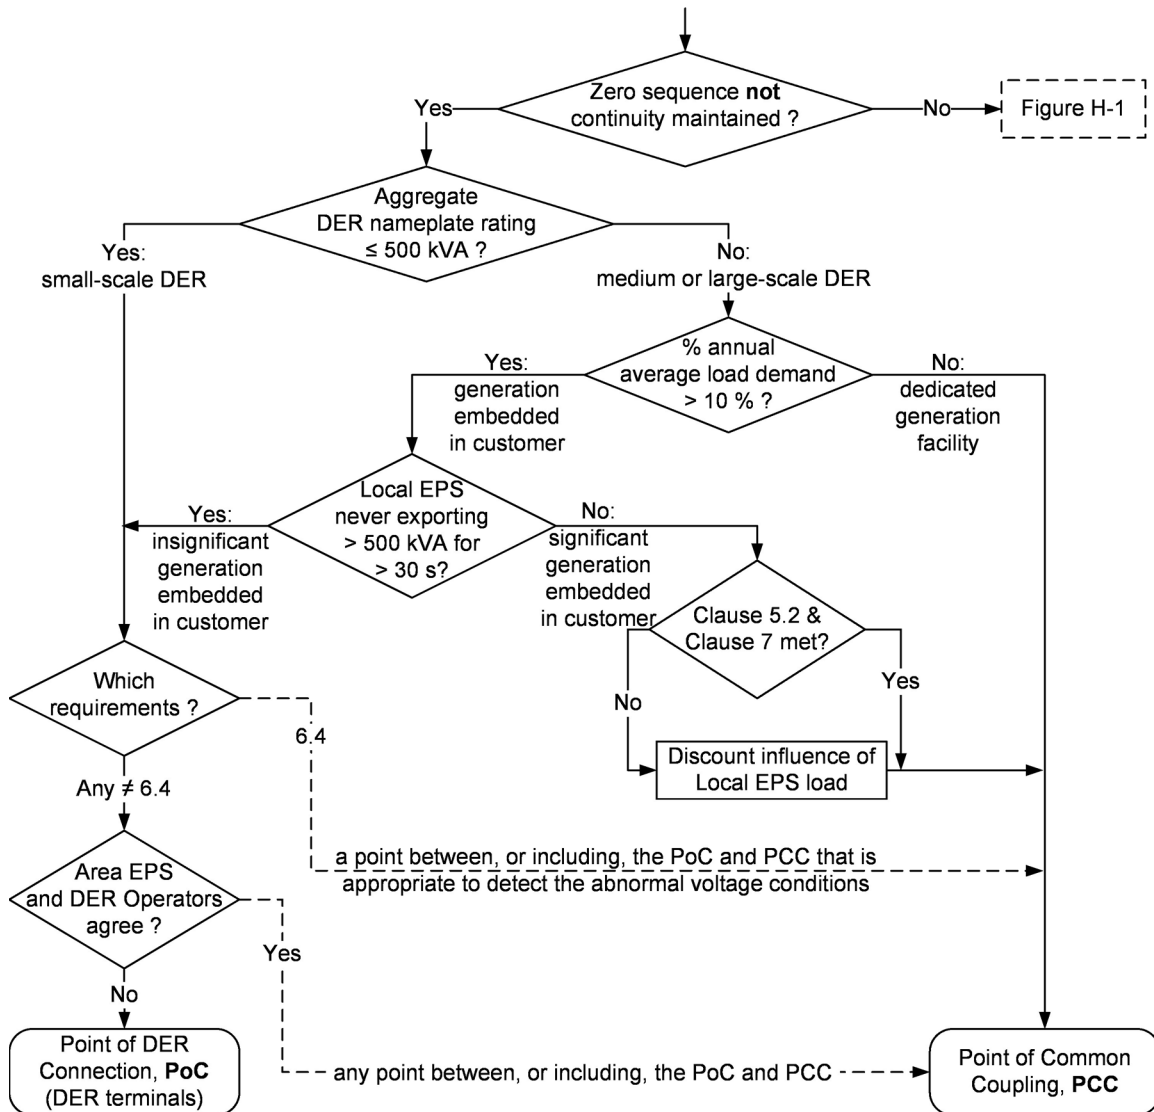 Zero sequence not
continuity maintained ?
Yes
No
Figure H-1
Aggregate
DER nameplate rating
≤ 500 kVA ?
Yes:
small-scale DER
No:
medium or large-scale DER
% annual
average load demand
> 10 % ?
Yes:
generation
embedded
in customer
No:
dedicated
generation
facility
Local EPS
never exporting
> 500 kVA for
> 30 s?
Yes:
insignificant
generation
embedded
in customer
No:
significant
generation
embedded
in customer
Clause 5.2 &
Clause 7 met?
No
Yes
Which
requirements ?
6.4
Discount influence of
Local EPS load
Any ≠ 6.4
a point between, or including, the PoC and PCC that is
appropriate to detect the abnormal voltage conditions
Area EPS
and DER Operators
agree ?
Yes
No
Point of DER
Connection, PoC
(DER terminals)
any point between, or including, the PoC and PCC
Point of Common
Coupling, PCC